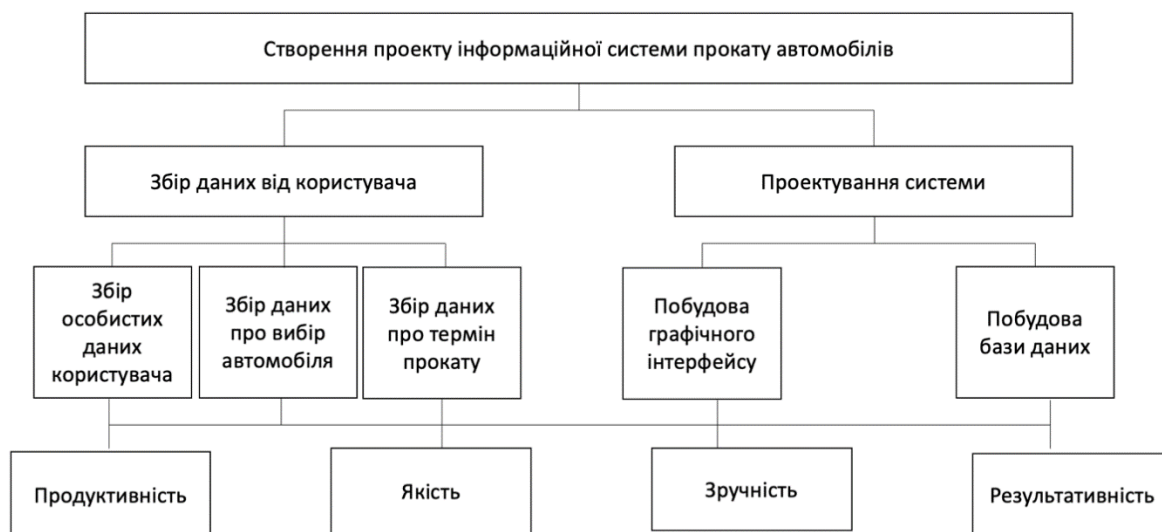 Створення проекту інформаційної системи прокату автомобілів
Збір даних від користувача
Проектування системи
Збір
особистих
даних
користувача
Збір даних
про вибір
автомобіля
Збір даних
про термін
прокату
Побудова
графічного
інтерфейсу
Побудова
бази даних
Продуктивність
Якість
Зручність
Результативність